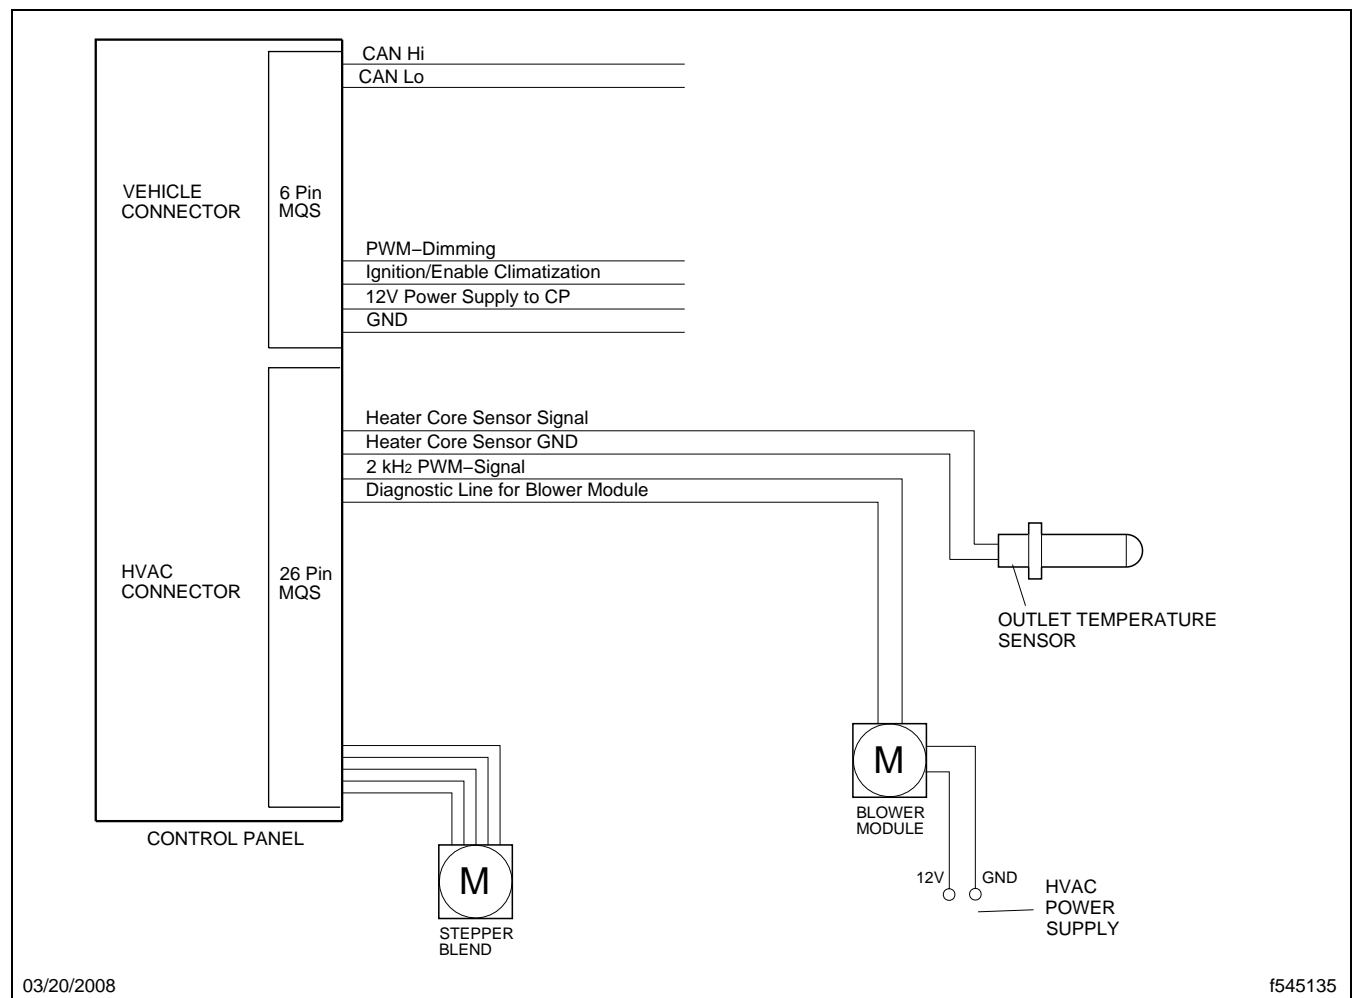 CAN Hi
CAN Lo
VEHICLE
CONNECTOR
6 Pin
MQS
PWM–Dimming
Ignition/Enable Climatization
12V Power Supply to CP
GND
Heater Core Sensor Signal
Heater Core Sensor GND
2 kH2 PWM–Signal
Diagnostic Line for Blower Module
HVAC
CONNECTOR
26 Pin
MQS
OUTLET TEMPERATURE
SENSOR
M
BLOWER
MODULE
CONTROL PANEL
M
STEPPER
BLEND
12V
GND
HVAC
POWER
SUPPLY
03/20/2008
f545135